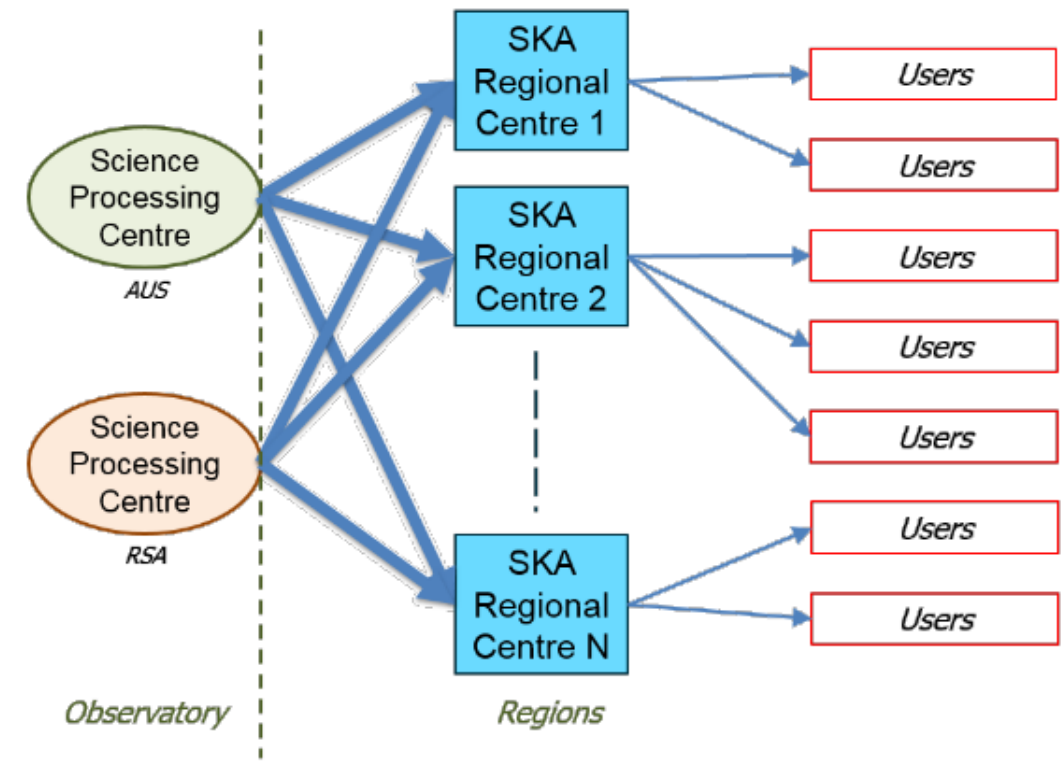 Science
Processing
Centre
AUS
Science
Processing
Centre
RSA
Observatory
SKA
Regional
Centre 1
SKA
Regional
Centre 2
SKA
Regional
Centre N
Regions
Users
Users
Users
Users
Users
Users
Users